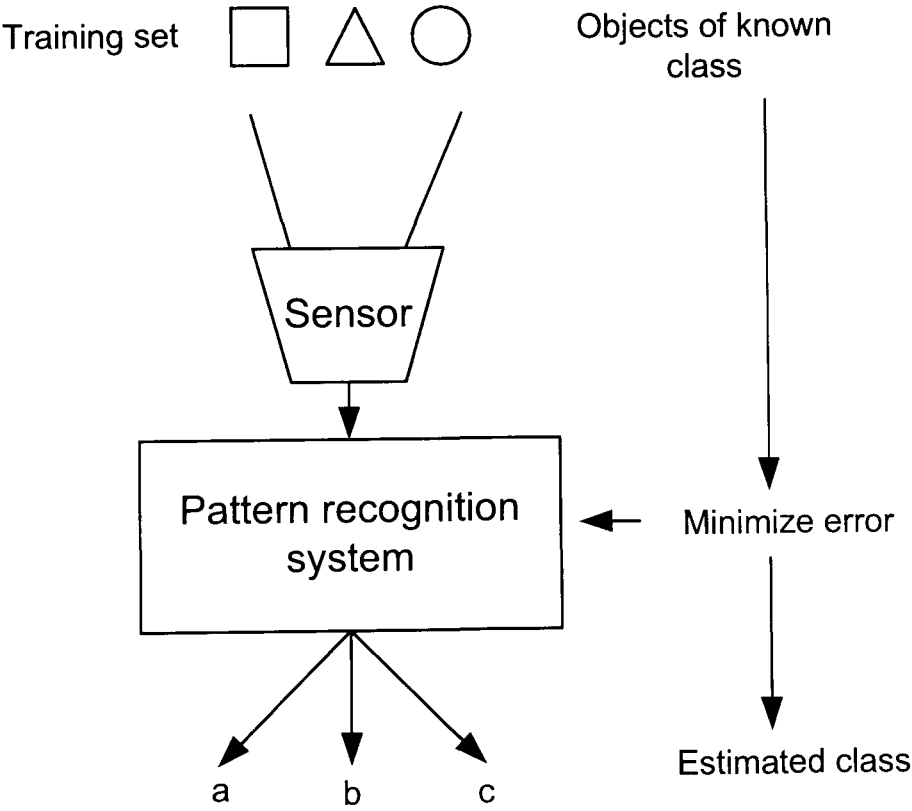 Training set
Objects of known
class
Sensor
Pattern recognition
system
Minimize error
Estimated class
a
b
c